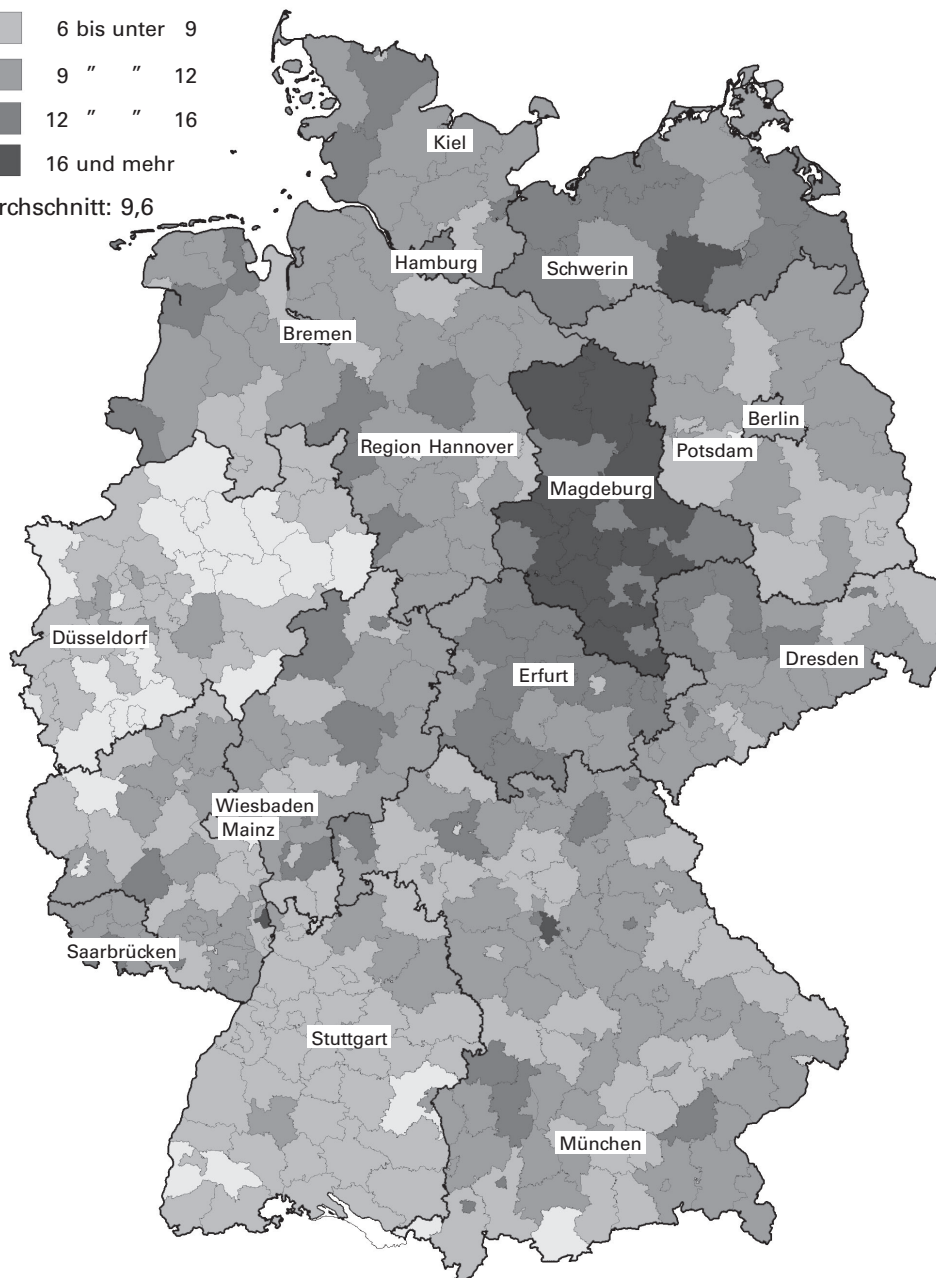 6 bis unter 9
9 ” ” 12
12 ” ” 16
16 und mehr
rchschnitt: 9,6
Kiel
Hamburg
Schwerin
Bremen
Berlin
Region Hannover
Potsdam
Magdeburg
Düsseldorf
Dresden
Erfurt
Wiesbaden
Mainz
Saarbrücken
Stuttgart
München